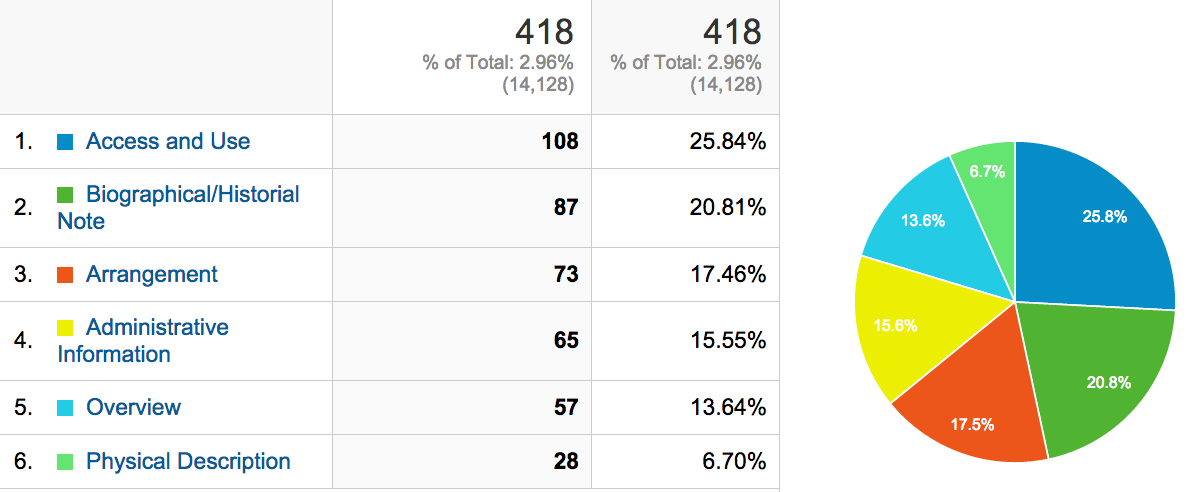 418 418
% of Total: 2.96% % of Total: 2.96%
(14,128) (14,128)
1. Access and Use 108 25.84%
2. Biographical/Historial
Note 87 20.81%
3. Arrangement 73 17.46%
4. Administrative
Information 65 15.55%
5. Overview 57 13.64%
6. Physical Description 28 6.70%
6.7%
25.8%
13.6%
15.6%
20.8%
17.5%